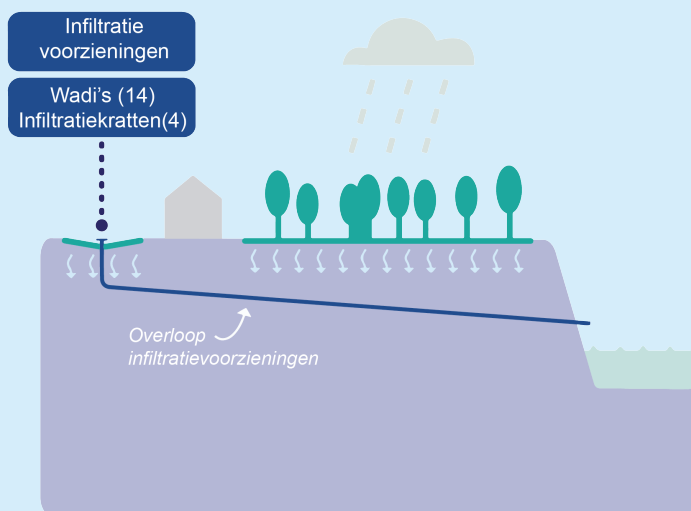 Infiltratie
voorzieningen
Wadi's (14)
Infiltratiekratten(4)
Overloop
infiltratievoorzieningen